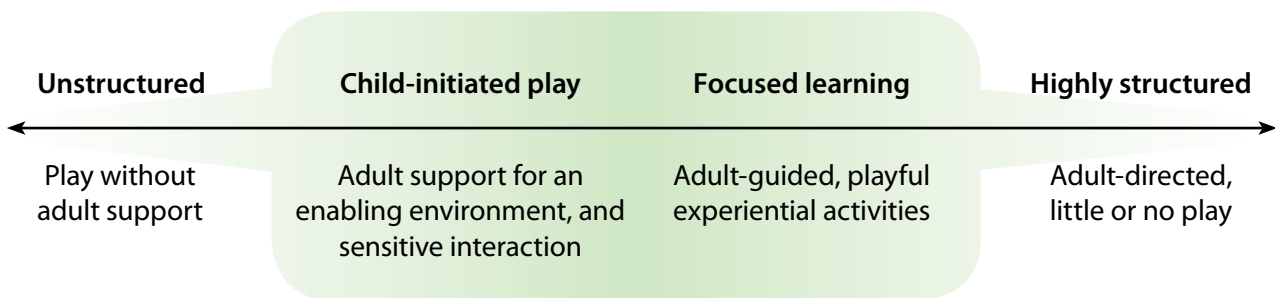 Unstructured
Child-initiated play
Focused learning
Highly structured
Play without
adult support
Adult support for an
enabling environment, and
sensitive interaction
Adult-guided, playful
experiential activities
Adult-directed,
little or no play